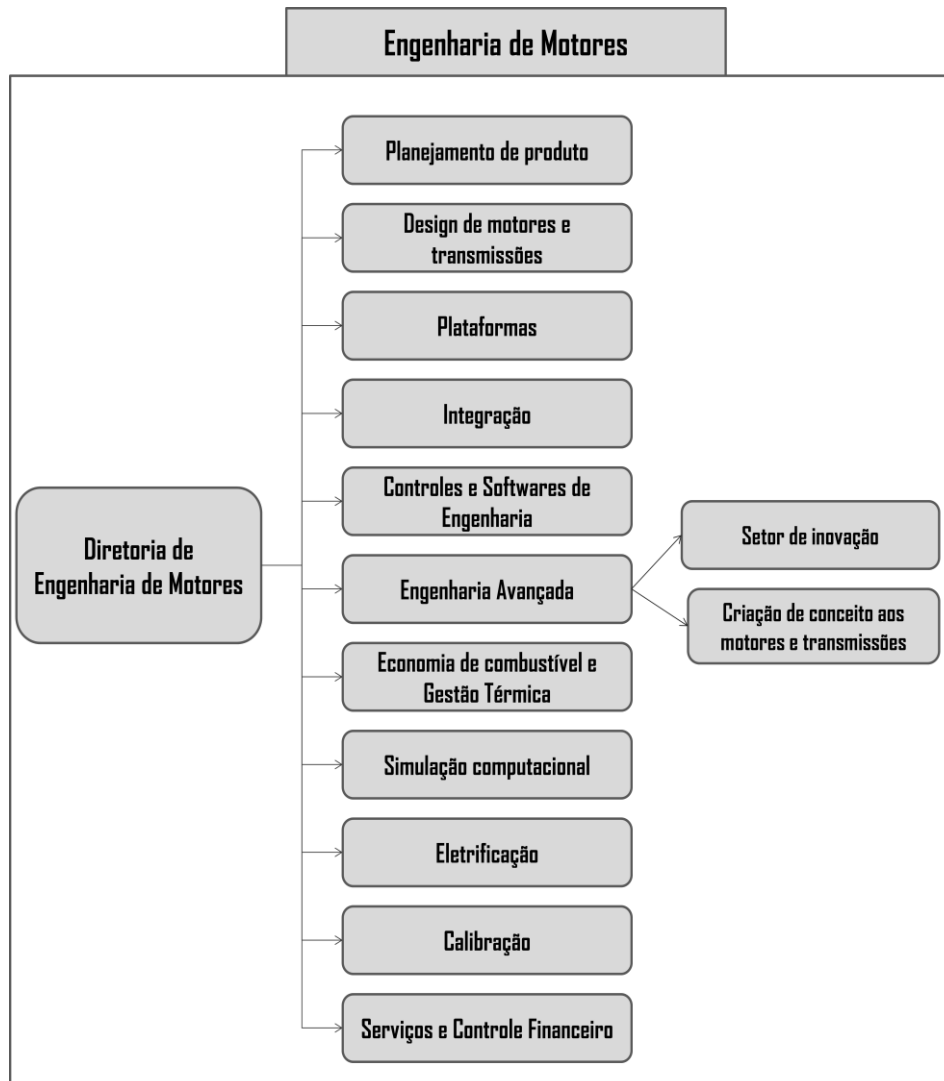 Engenharia de Motores
Planejamento de produto
Design de motores e
transmissões
Plataformas
Integração
Controles e Softwares de
Engenharia
Diretoria de
Engenharia de Motores
Engenharia Avançada
Setor de inovação
Criação de conceito aos
motores e transmissões
Economia de combustível e
Gestão Térmica
Simulação computacional
Eletrificação
Calibração
Serviços e Controle Financeiro